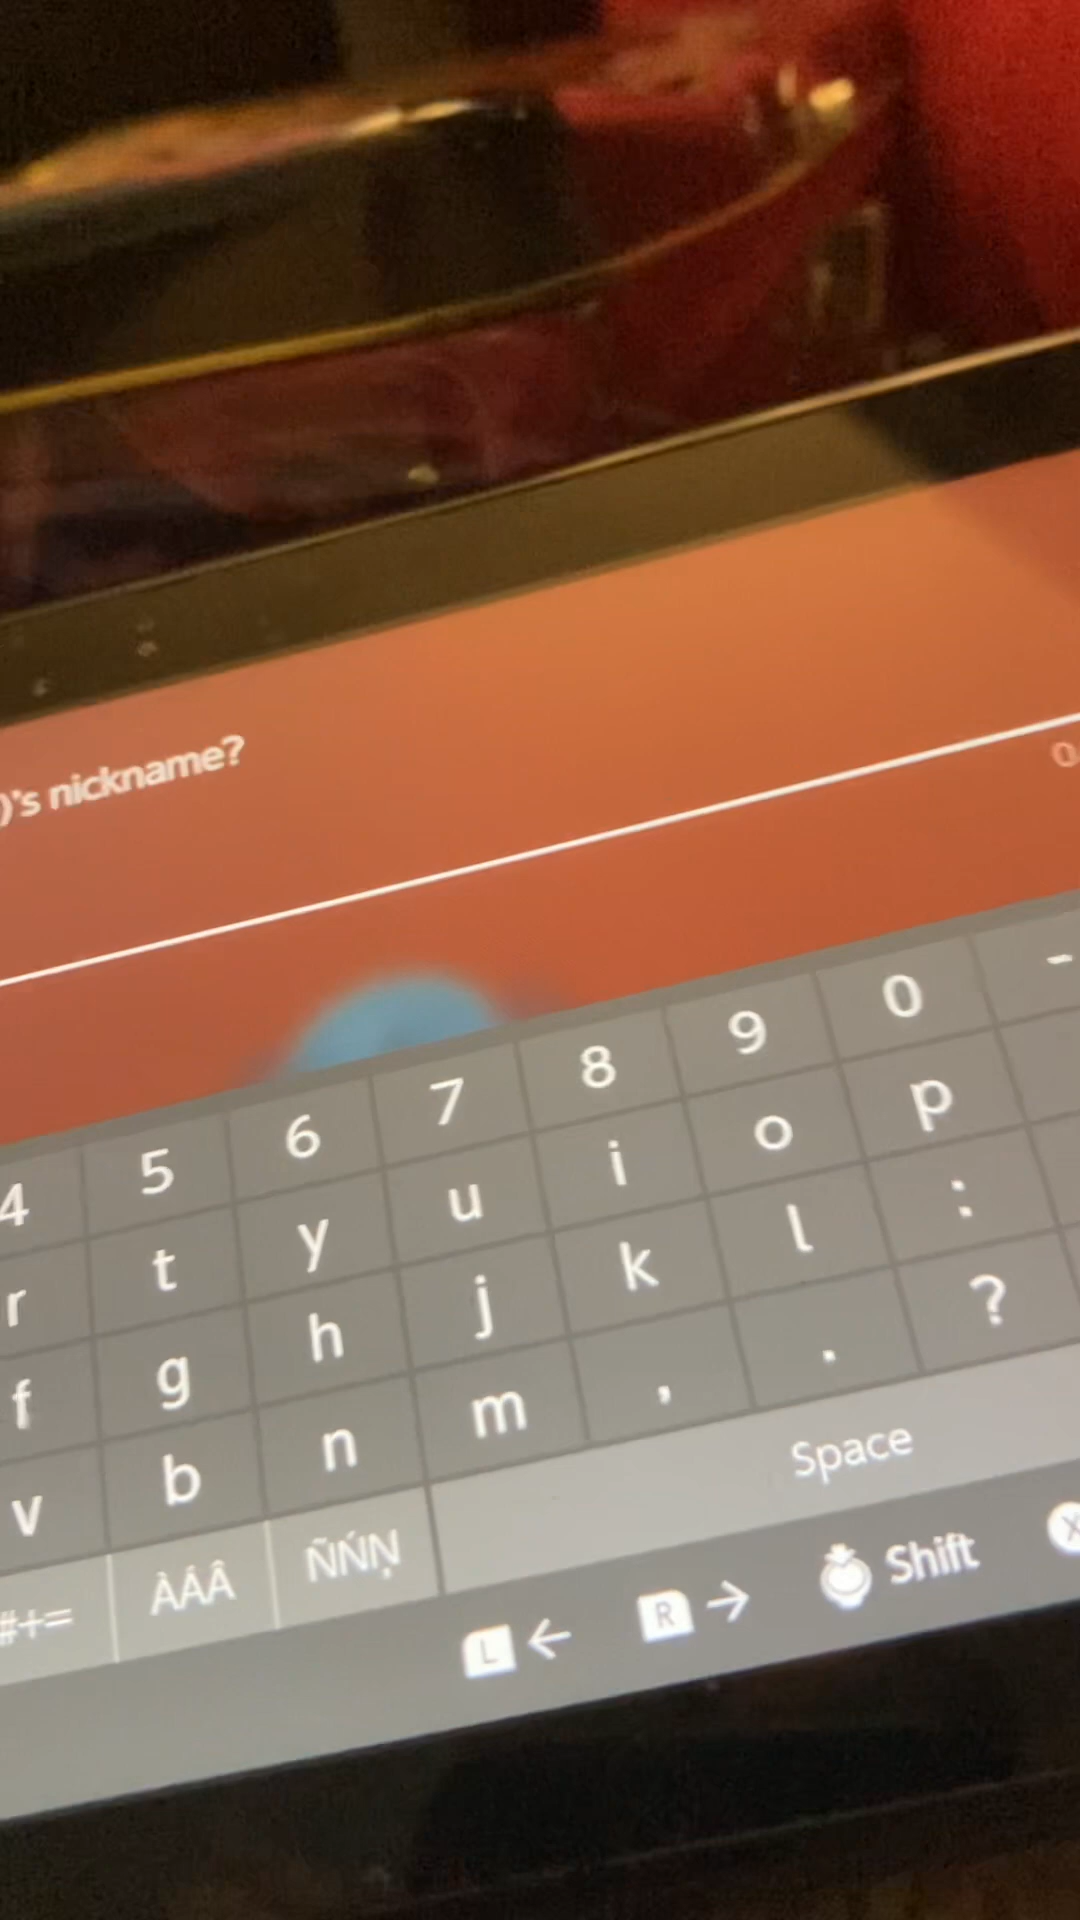 )'s nickname?
0
4 5 6 7 8 9 0 -
r t y u i o p
f g h j k l :
v b n m , . ?
#+= ÀÁÂ ÑŃŅ Space
L ← R → Shift X